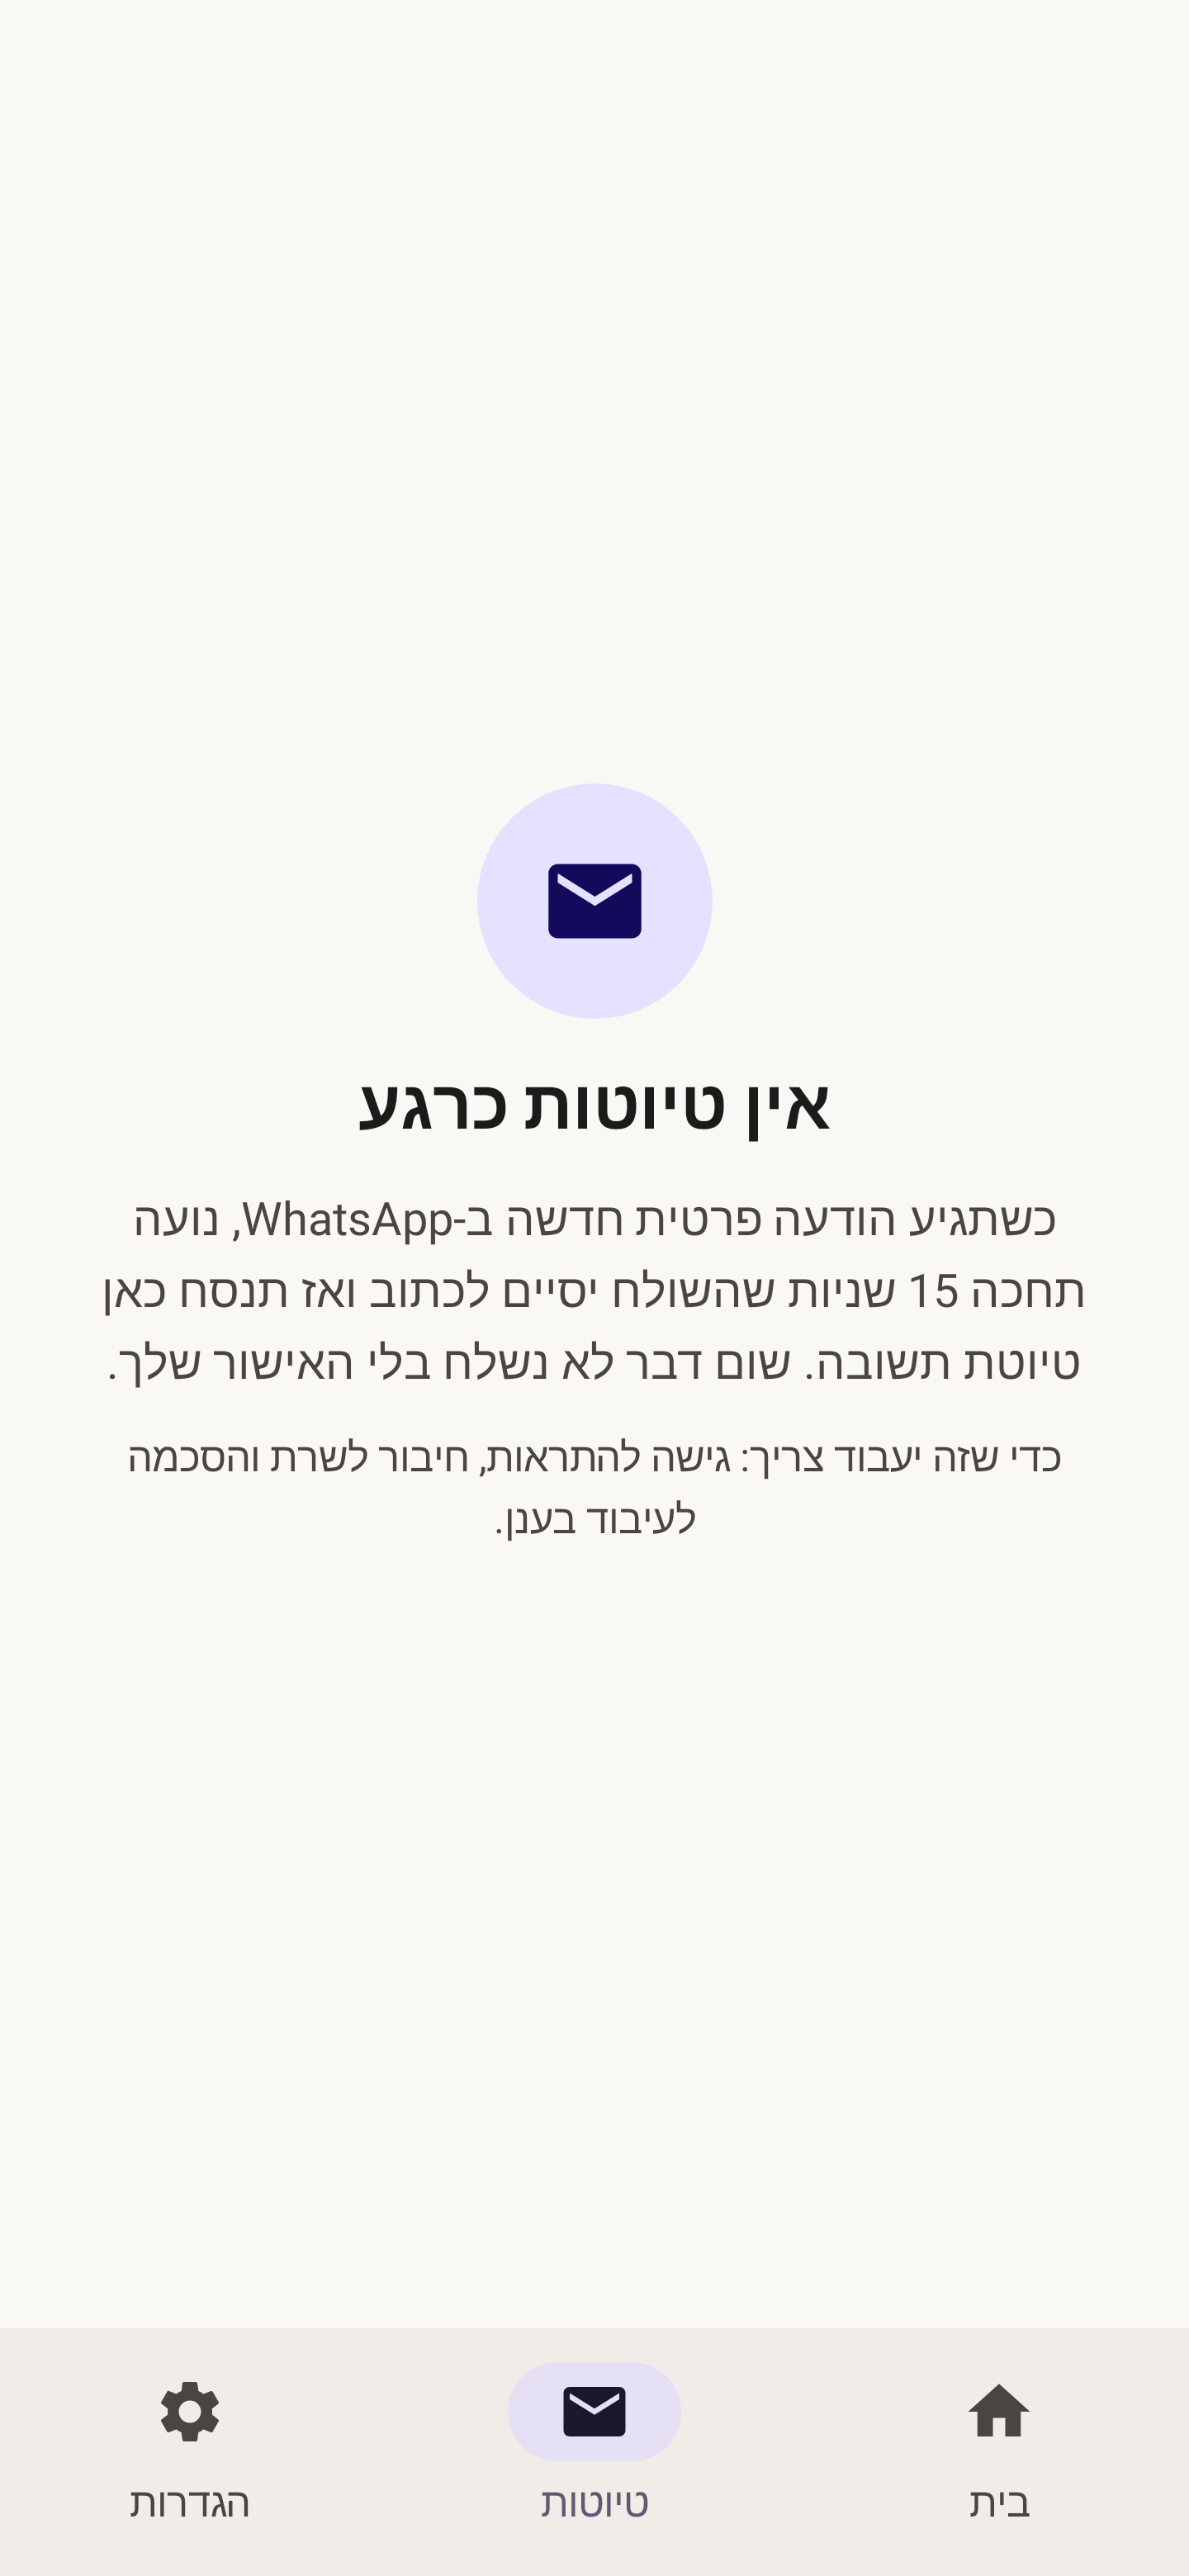 אין טיוטות כרגע
כשתגיע הודעה פרטית חדשה ב-WhatsApp, נועה
תחכה 15 שניות שהשולח יסיים לכתוב ואז תנסח כאן
טיוטת תשובה. שום דבר לא נשלח בלי האישור שלך.
כדי שזה יעבוד צריך: גישה להתראות, חיבור לשרת והסכמה
לעיבוד בענן.
בית
טיוטות
הגדרות